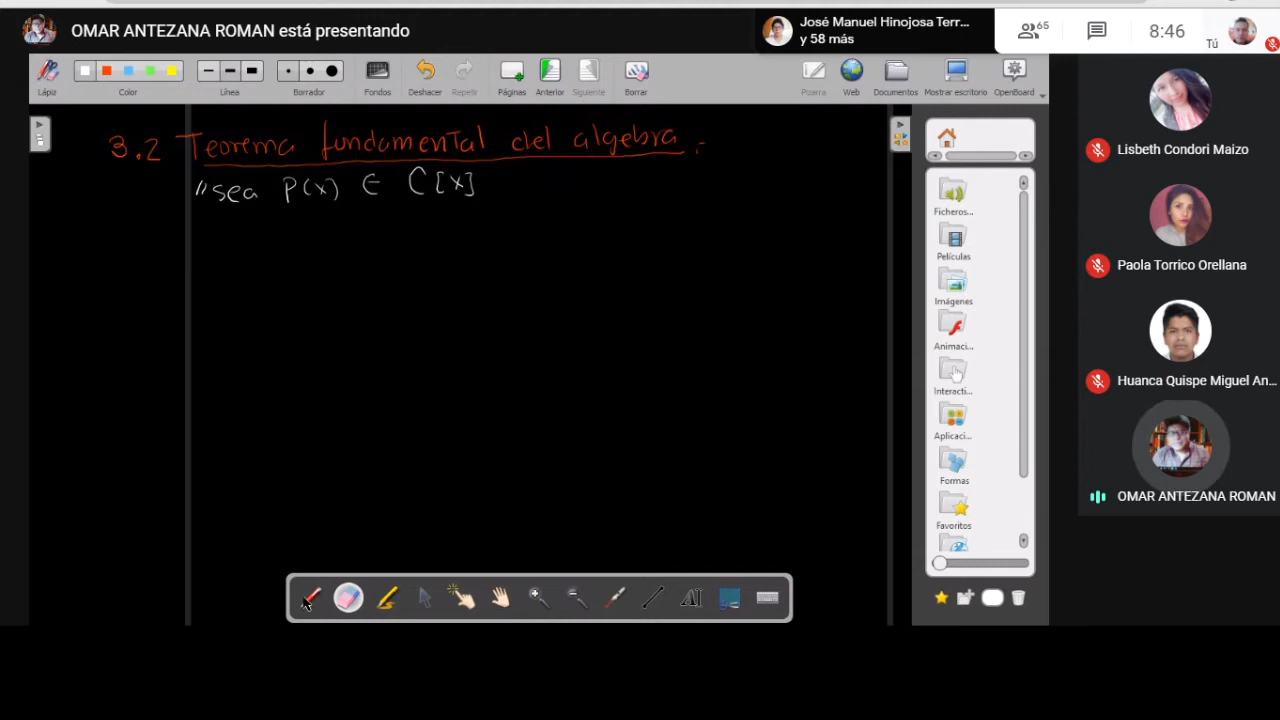 OMAR ANTEZANA ROMAN está presentando
José Manuel Hinojosa Terr...
y 58 más
65
8:46
Tú
Lápiz
Color
Línea
Borrador
Fondos
Deshacer
Repetir
Páginas
Anterior
Siguiente
Borrar
Pizarra
Web
Documentos
Mostrar escritorio
OpenBoard
3.2 Teorema fundamental del algebra :
"sea P(x) ∈ C[x]
Ficheros...
Películas
Imágenes
Animaci...
Interacti...
Aplicaci...
Formas
Favoritos
Lisbeth Condori Maizo
Paola Torrico Orellana
Huanca Quispe Miguel An...
OMAR ANTEZANA ROMAN
AI